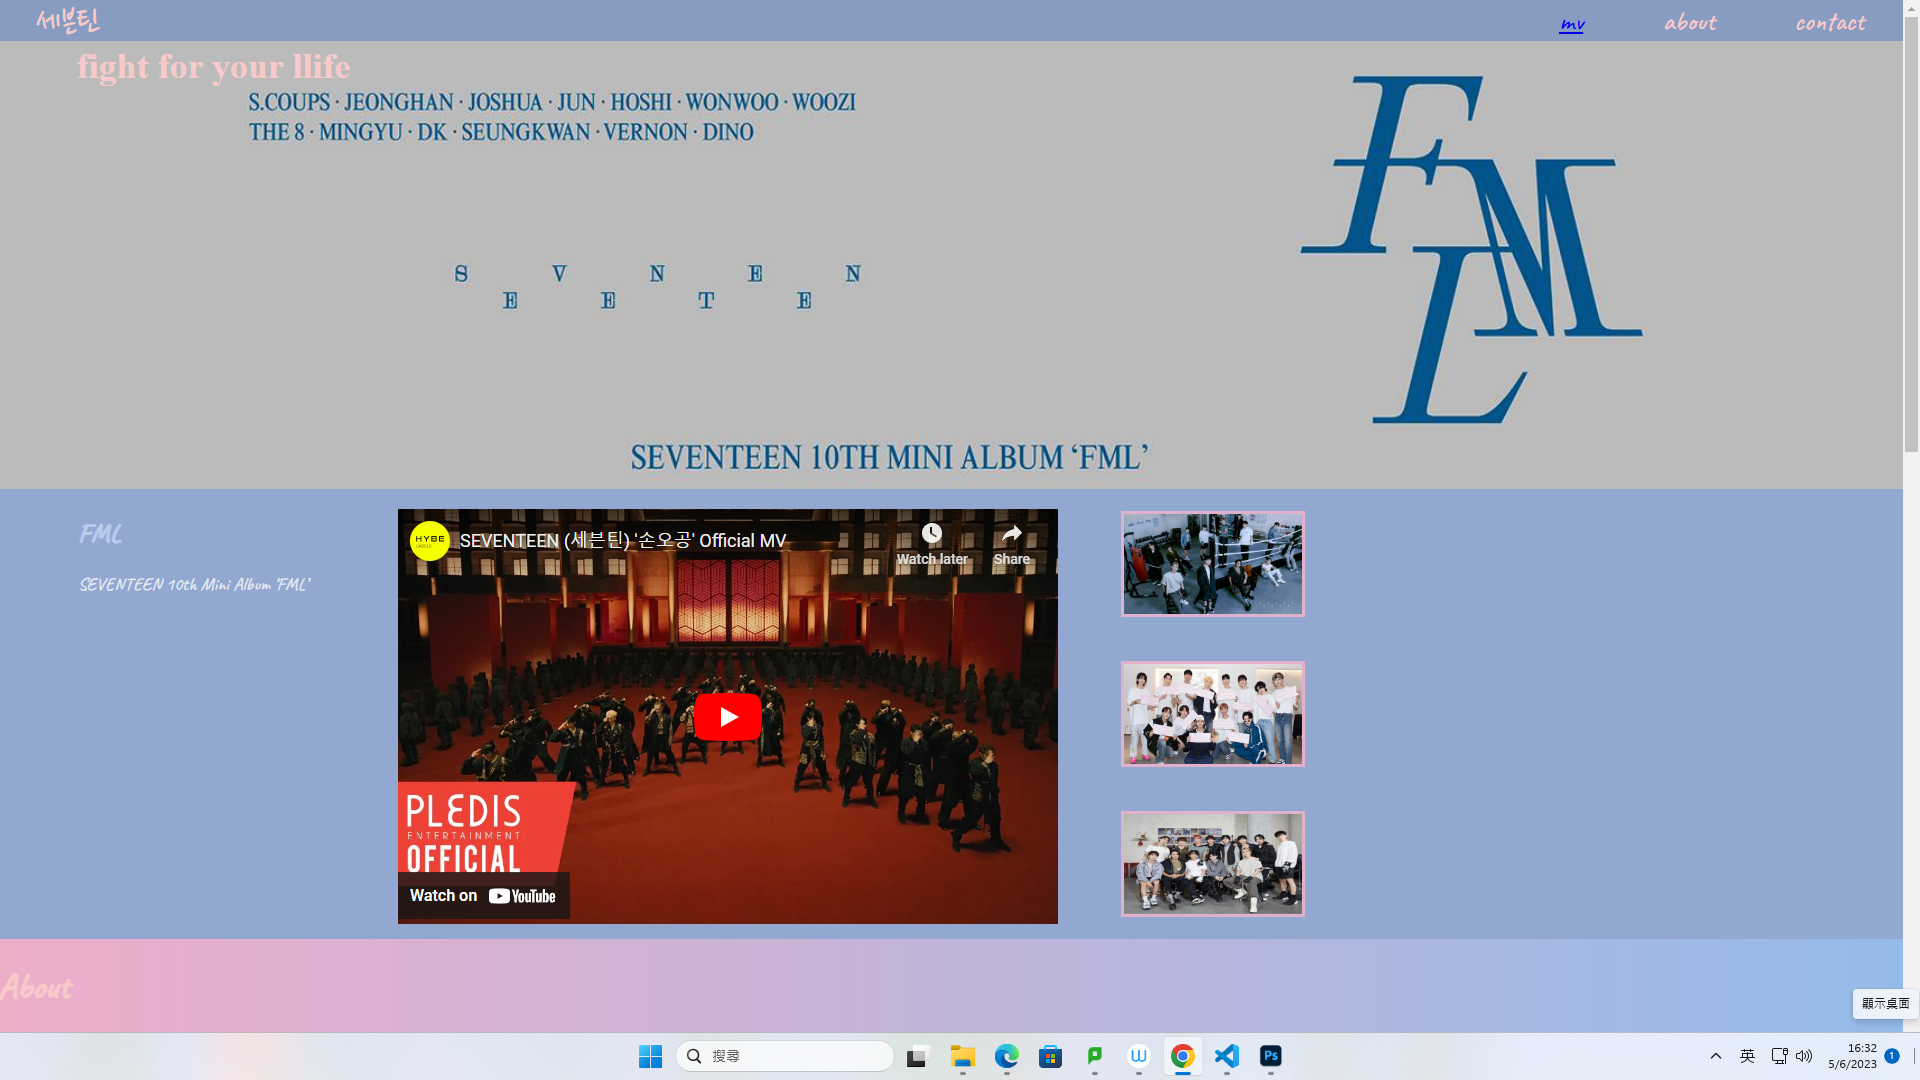 세븐틴
mv
about
contact
fight for your llife
S.COUPS · JEONGHAN · JOSHUA · JUN · HOSHI · WONWOO · WOOZI
THE 8 · MINGYU · DK · SEUNGKWAN · VERNON · DINO
FML
S E V E N T E E N
SEVENTEEN 10TH MINI ALBUM ‘FML’
FML
SEVENTEEN 10th Mini Album ‘FML’
HYBE
LABELS
SEVENTEEN (세븐틴) '손오공' Official MV
Watch later
Share
PLEDIS
ENTERTAINMENT
OFFICIAL
Watch on YouTube
About
顯示桌面
搜尋
Ps
英
16:32
5/6/2023
1